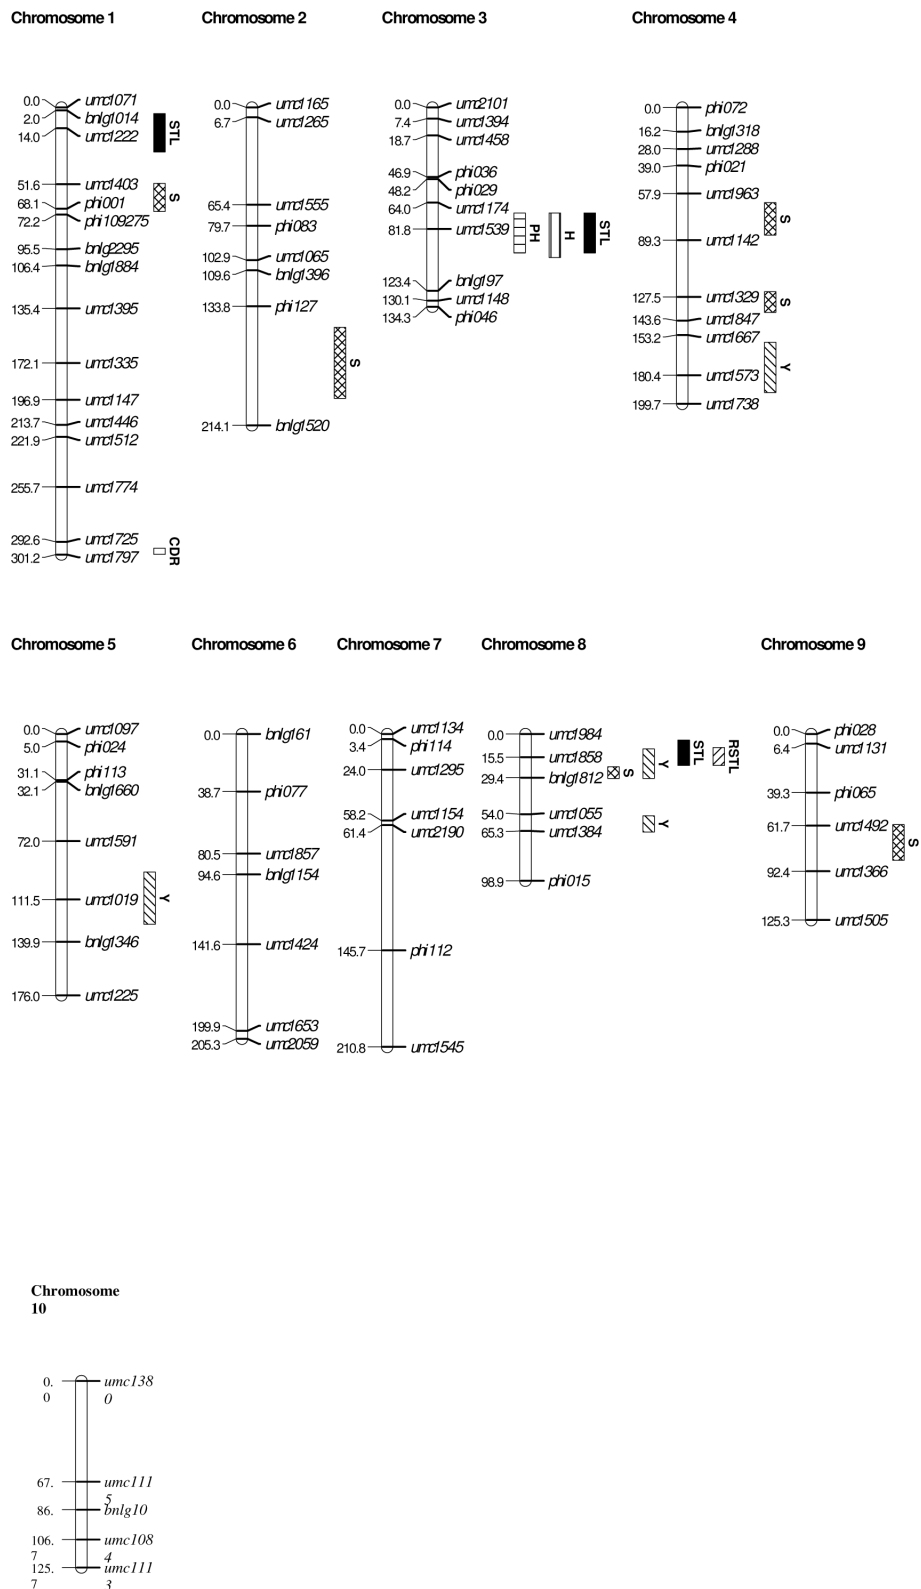 Chromosome 1
0.0 umc1071
2.0 bnlg1014
14.0 umc1222
51.6 umc1403
68.1 phi001
72.2 phi109275
95.5 bnlg2295
106.4 bnlg1884
135.4 umc1395
172.1 umc1335
196.9 umc1147
213.7 umc1446
221.9 umc1512
255.7 umc1774
292.6 umc1725
301.2 umc1797
STL
S
CDR
Chromosome 2
0.0 umc1165
6.7 umc1265
65.4 umc1555
79.7 phi083
102.9 umc1065
109.6 bnlg1396
133.8 phi127
214.1 bnlg1520
S
Chromosome 3
0.0 umc2101
7.4 umc1394
18.7 umc1458
46.9 phi036
48.2 phi029
64.0 umc1174
81.8 umc1539
123.4 bnlg197
130.1 umc1148
134.3 phi046
PH
H
STL
Chromosome 4
0.0 phi072
16.2 bnlg1318
28.0 umc1288
39.0 phi021
57.9 umc1963
89.3 umc1142
127.5 umc1329
143.6 umc1847
153.2 umc1667
180.4 umc1573
199.7 umc1738
S
S
Y
Chromosome 5
0.0 umc1097
5.0 phi024
31.1 phi113
32.1 bnlg1660
72.0 umc1591
111.5 umc1019
139.9 bnlg1346
176.0 umc1225
Y
Chromosome 6
0.0 bnlg161
38.7 phi077
80.5 umc1857
94.6 bnlg1154
141.6 umc1424
199.9 umc1653
205.3 umc2059
Chromosome 7
0.0 umc1134
3.4 phi114
24.0 umc1295
58.2 umc1154
61.4 umc2190
145.7 phi112
210.8 umc1545
Chromosome 8
0.0 umc1984
15.5 umc1858
29.4 bnlg1812
54.0 umc1055
65.3 umc1384
98.9 phi015
S
Y
Y
STL
RSTL
Chromosome 9
0.0 phi028
6.4 umc1131
39.3 phi065
61.7 umc1492
92.4 umc1366
125.3 umc1505
S
Chromosome
10
0. umc138
0 0
67. umc111
5
86. bnlg10
106. umc108
7 4
125. umc111
7 3